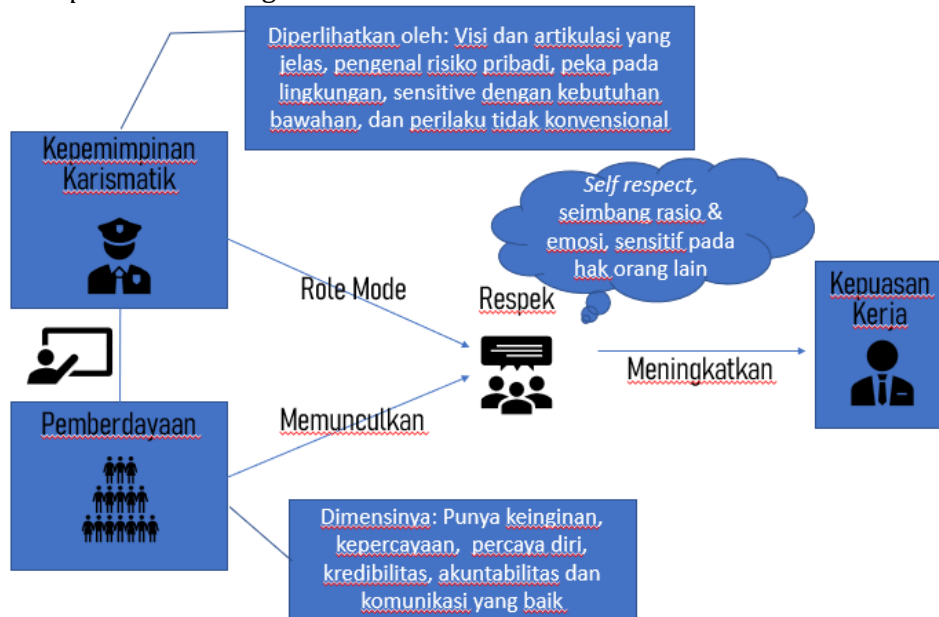 Diperlihatkan oleh: Visi dan artikulasi yang
jelas, pengenal risiko pribadi, peka pada
lingkungan, sensitive dengan kebutuhan
bawahan, dan perilaku tidak konvensional
Kepemimpinan
Karismatik
Self respect,
seimbang rasio &
emosi, sensitif pada
hak orang lain
Role Mode
Respek
Kepuasan
Kerja
Meningkatkan
Pemberdayaan
Memunculkan
Dimensinya: Punya keinginan,
kepercayaan, percaya diri,
kredibilitas, akuntabilitas dan
komunikasi yang baik